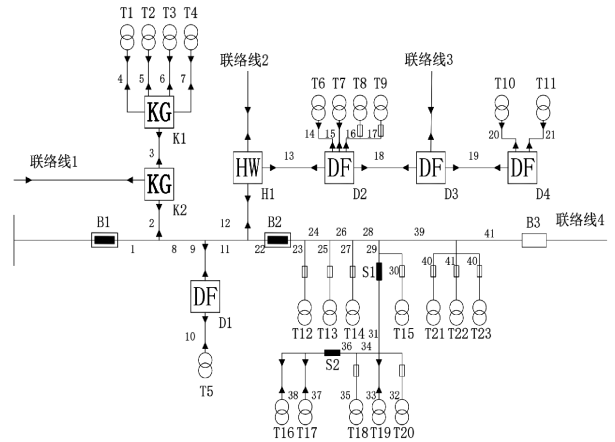 T1 T2 T3 T4
4 5 6 7
KG
K1
3
联络线1
KG
K2
2
联络线2
HW
H1
12
13
T6 T7 T8 T9
14 15 16 17
DF
D2
18
联络线3
DF
D3
19
T10 T11
20 21
DF
D4
B1
1 8 9 11
B2
22 23 24 26 28 39 41
B3
联络线4
DF
D1
10
T5
25 27 29 30
S1
40 41 40
T12 T13 T14 T15 T21 T22 T23
31
36 34
S2
38 37 35 33 32
T16 T17 T18 T19 T20